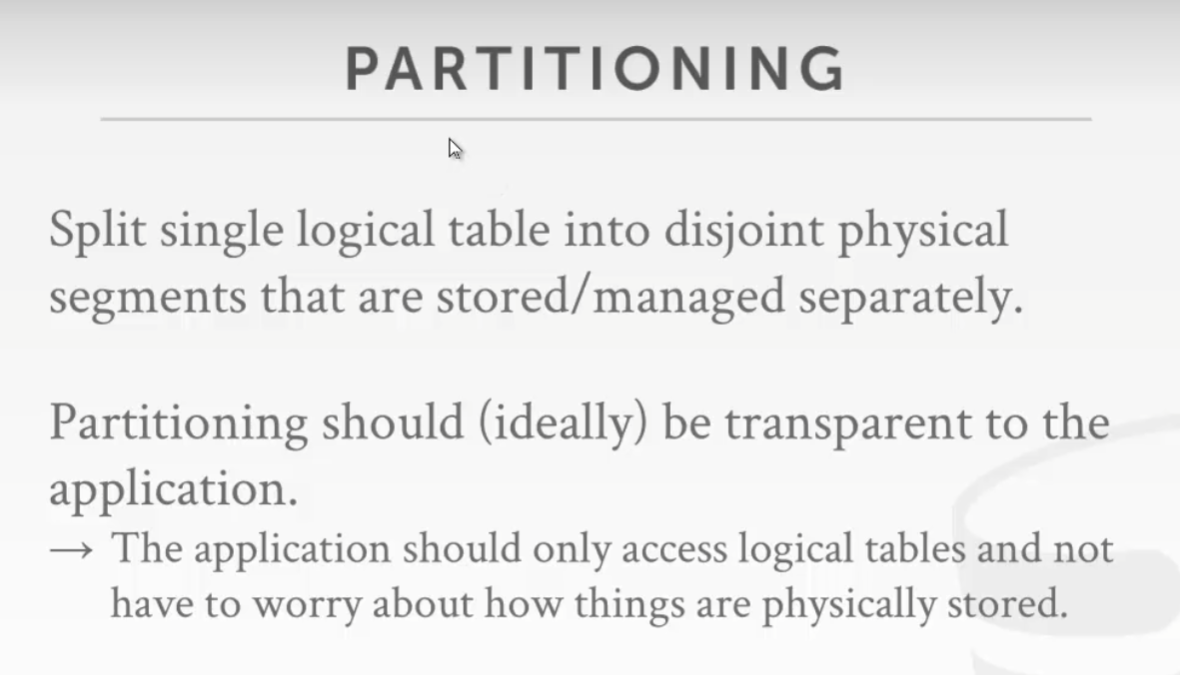 PARTITIONING
Split single logical table into disjoint physical
segments that are stored/managed separately.
Partitioning should (ideally) be transparent to the
application.
→ The application should only access logical tables and not
have to worry about how things are physically stored.